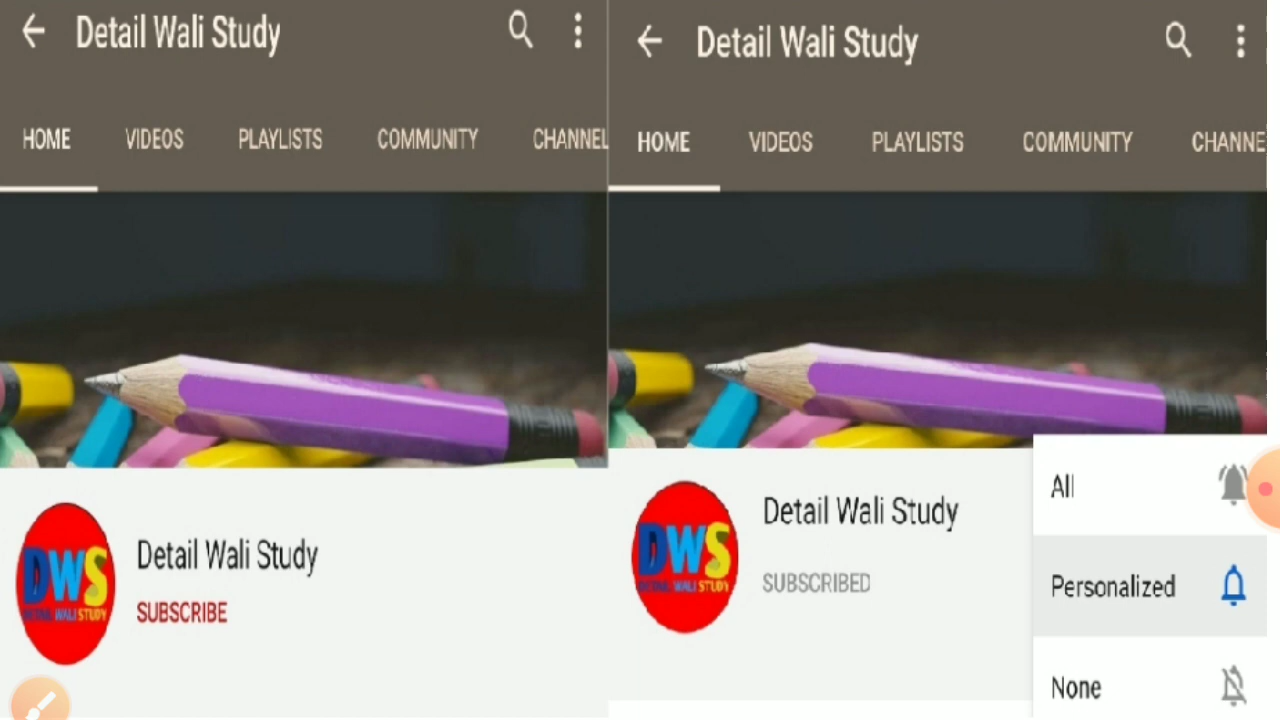 Detail Wali Study
HOME VIDEOS PLAYLISTS COMMUNITY CHANNEL
DWS
DETAIL WALI STUDY
Detail Wali Study
SUBSCRIBE
Detail Wali Study
HOME VIDEOS PLAYLISTS COMMUNITY CHANNE
DWS
DETAIL WALI STUDY
Detail Wali Study
SUBSCRIBED
All
Personalized
None